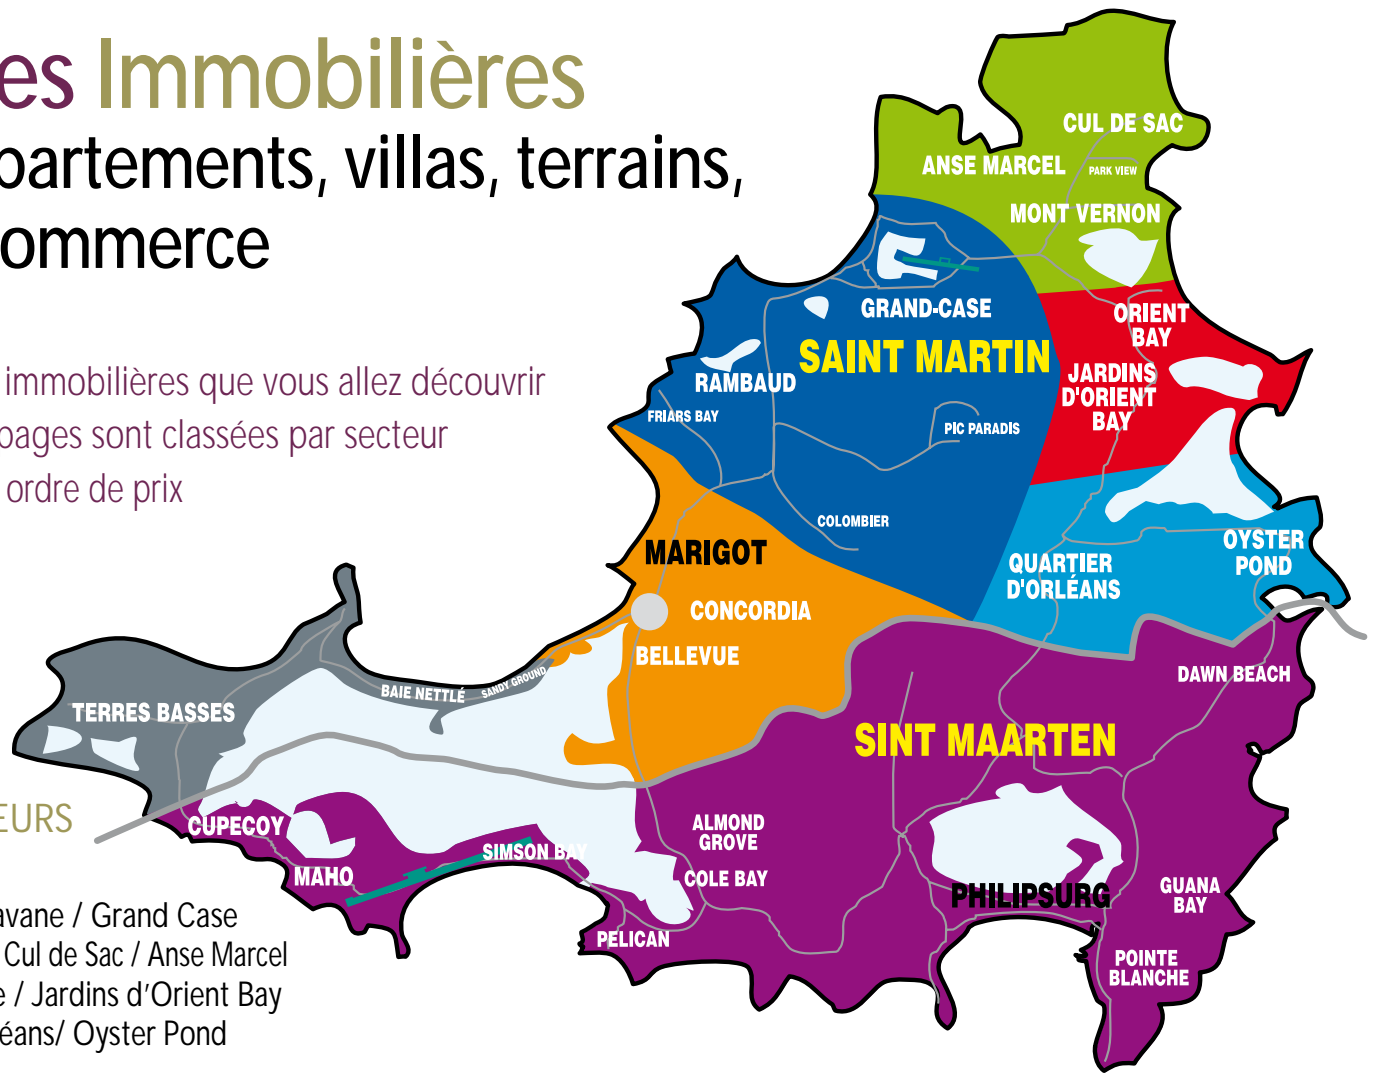 es Immobilières
partements, villas, terrains,
ommerce
immobilières que vous allez découvrir
pages sont classées par secteur
ordre de prix
EURS
avane / Grand Case
Cul de Sac / Anse Marcel
e / Jardins d'Orient Bay
éans/ Oyster Pond
CUL DE SAC
ANSE MARCEL
PARK VIEW
MONT VERNON
GRAND-CASE
ORIENT
BAY
SAINT MARTIN
RAMBAUD
JARDINS
D'ORIENT
BAY
FRIARS BAY
PIC PARADIS
COLOMBIER
MARIGOT
OYSTER
POND
QUARTIER
D'ORLÉANS
CONCORDIA
BELLEVUE
DAWN BEACH
BAIE NETTLÉ
SANDY GROUND
TERRES BASSES
SINT MAARTEN
CUPECOY
ALMOND
GROVE
SIMSON BAY
MAHO
COLE BAY
PHILIPSURG
GUANA
BAY
PELICAN
POINTE
BLANCHE